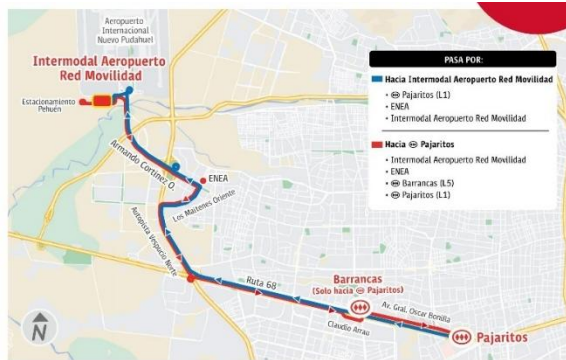 Aeropuerto
Internacional
Nuevo Pudahuel
Intermodal Aeropuerto
Red Movilidad
Estacionamiento
Pehuén
Armando Cortínez O.
ENEA
Los Maitenes Oriente
Autopista Vespucio Norte
Ruta 68
Barrancas
(Solo hacia Pajaritos)
Av. Gral. Oscar Bonilla
Claudio Arrau
Pajaritos
N
PASA POR:
Hacia Intermodal Aeropuerto Red Movilidad
• Pajaritos (L1)
• ENEA
• Intermodal Aeropuerto Red Movilidad
Hacia Pajaritos
• Intermodal Aeropuerto Red Movilidad
• ENEA
• Barrancas (L5)
• Pajaritos (L1)